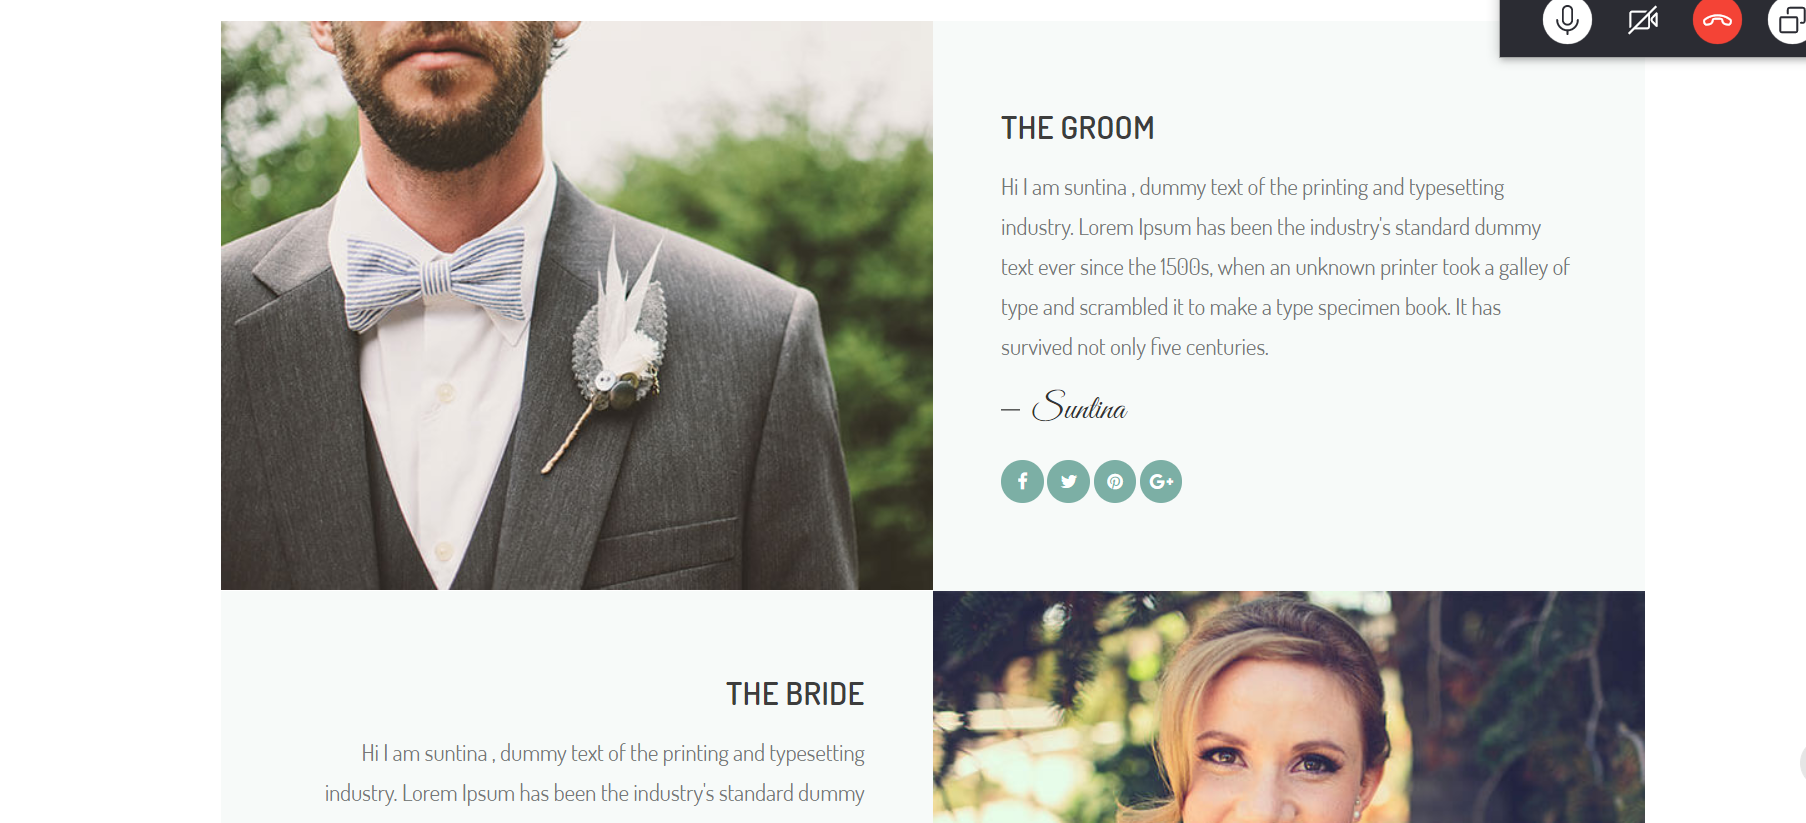 THE GROOM
Hi I am suntina , dummy text of the printing and typesetting
industry. Lorem Ipsum has been the industry's standard dummy
text ever since the 1500s, when an unknown printer took a galley of
type and scrambled it to make a type specimen book. It has
survived not only five centuries.
— Suntina
f G+
THE BRIDE
Hi I am suntina , dummy text of the printing and typesetting
industry. Lorem Ipsum has been the industry's standard dummy